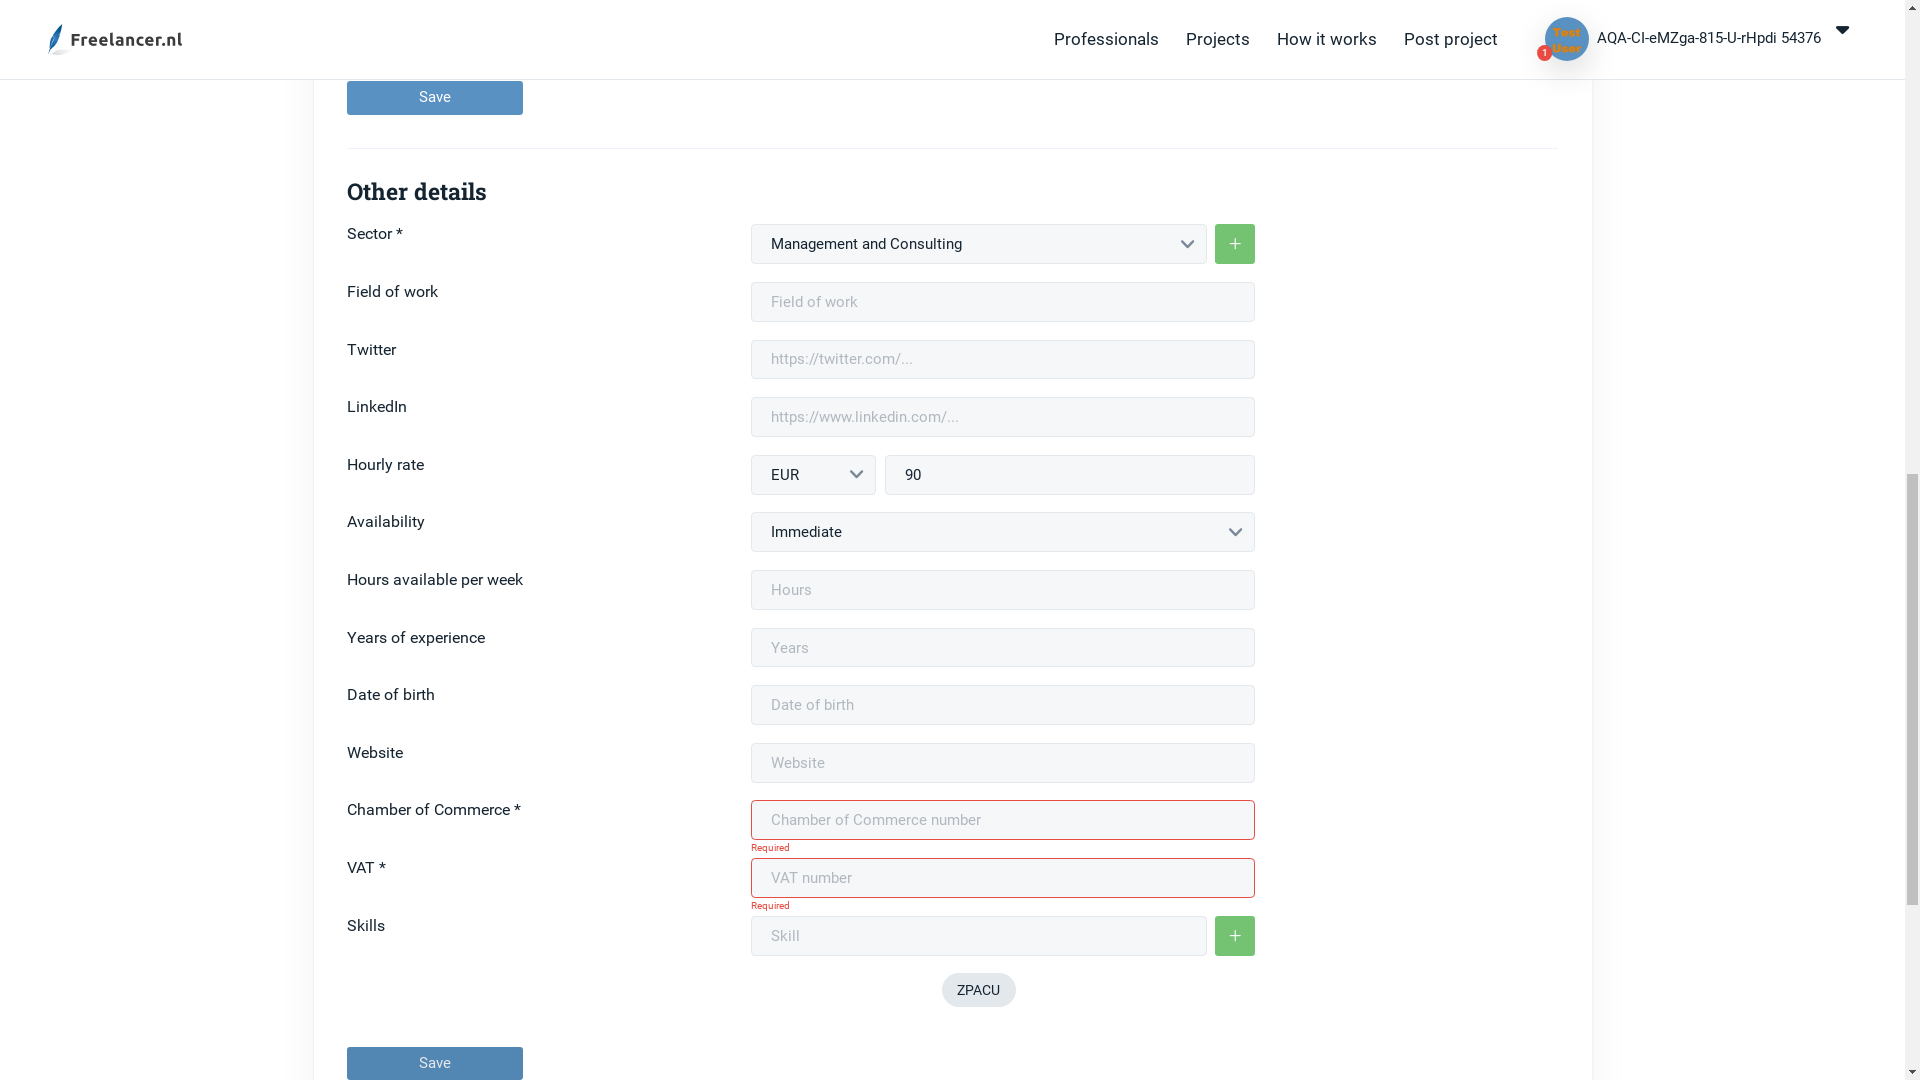 Freelancer.nl
Professionals
Projects
How it works
Post project
Test
User
1
AQA-CI-eMZga-815-U-rHpdi 54376
Save
Other details
Sector *
Management and Consulting
+
Field of work
Field of work
Twitter
https://twitter.com/...
LinkedIn
https://www.linkedin.com/...
Hourly rate
EUR
90
Availability
Immediate
Hours available per week
Hours
Years of experience
Years
Date of birth
Date of birth
Website
Website
Chamber of Commerce *
Chamber of Commerce number
Required
VAT *
VAT number
Required
Skills
Skill
+
ZPACU
Save